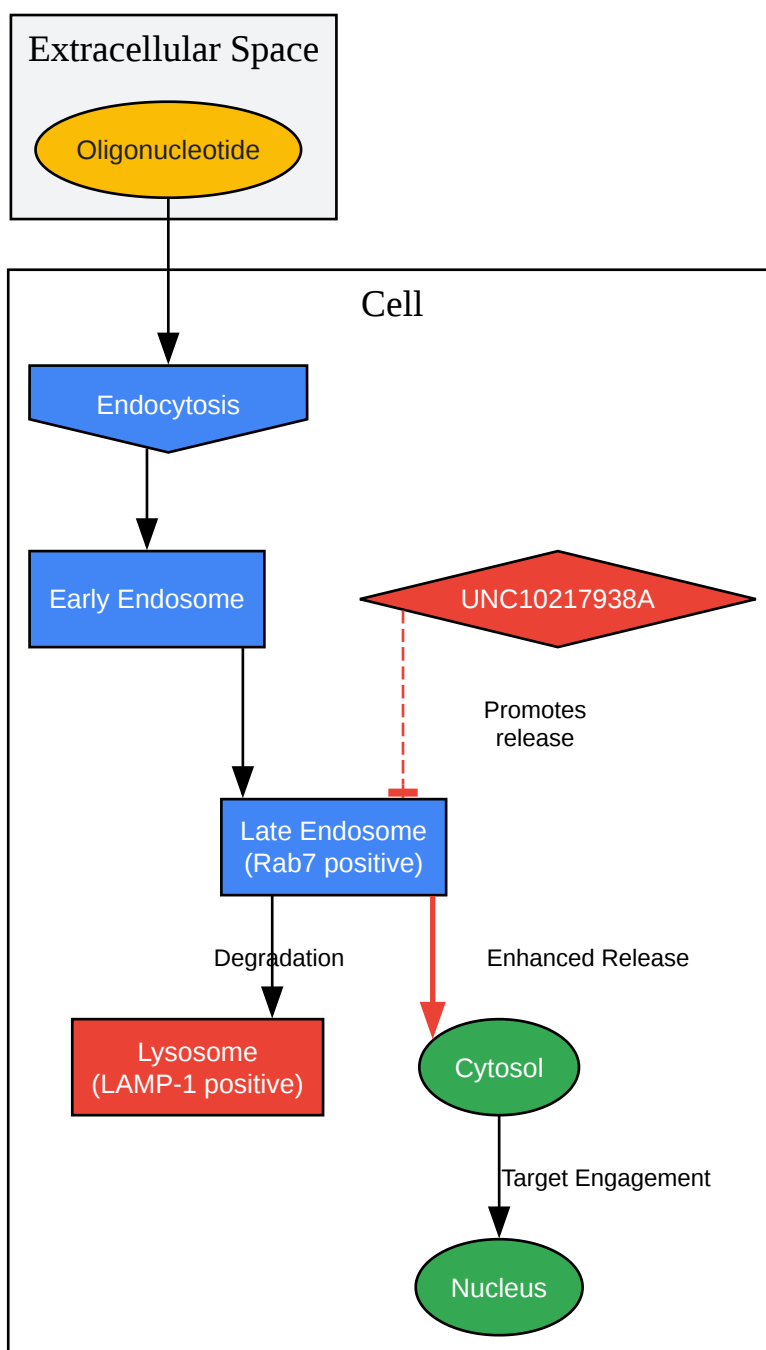 Extracellular Space
Oligonucleotide
Cell
Endocytosis
Early Endosome
UNC10217938A
Promotes
release
Late Endosome
(Rab7 positive)
Degradation
Enhanced Release
Lysosome
(LAMP-1 positive)
Cytosol
Target Engagement
Nucleus